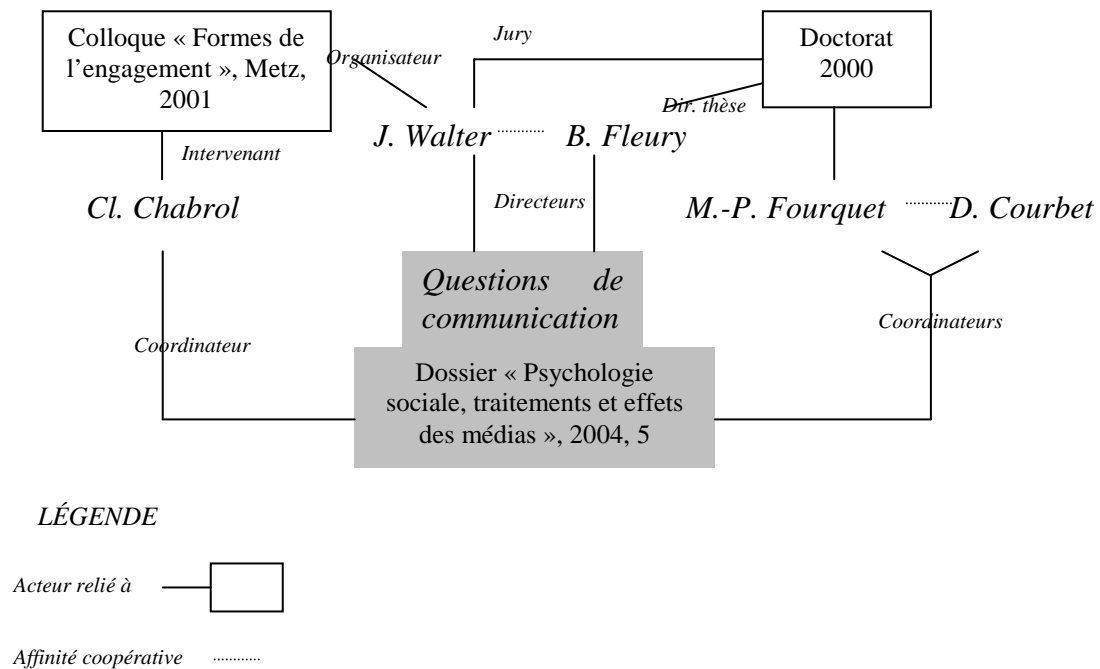 Colloque « Formes de
l’engagement », Metz,
2001
Organisateur
Jury
Doctorat
2000
Dir. thèse
J. Walter
B. Fleury
Intervenant
Cl. Chabrol
Directeurs
M.-P. Fourquet
D. Courbet
Questions de
communication
Coordinateurs
Coordinateur
Dossier « Psychologie
sociale, traitements et effets
des médias », 2004, 5
LÉGENDE
Acteur relié à
Affinité coopérative